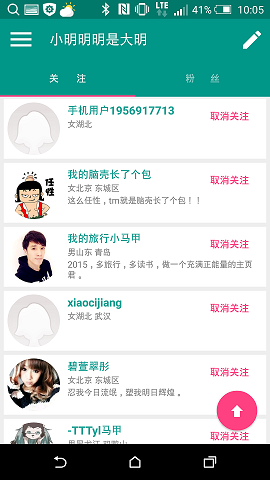 LTE 41% 10:05
小明明明是大明
关 注
粉 丝
手机用户1956917713
取消关注
女湖北
我的脑壳长了个包
取消关注
女北京 东城区
这么任性，tm就是脑壳长了个包！！
任性
我的旅行小马甲
取消关注
男山东 青岛
2015，多旅行，多读书，做一个充满正能量的主页
君。
xiaocijiang
取消关注
女湖北 武汉
碧萱翠彤
取消关注
女北京 东城区
忍我今日流氓，塑我明日辉煌。
-TTTyl马甲
取消关注